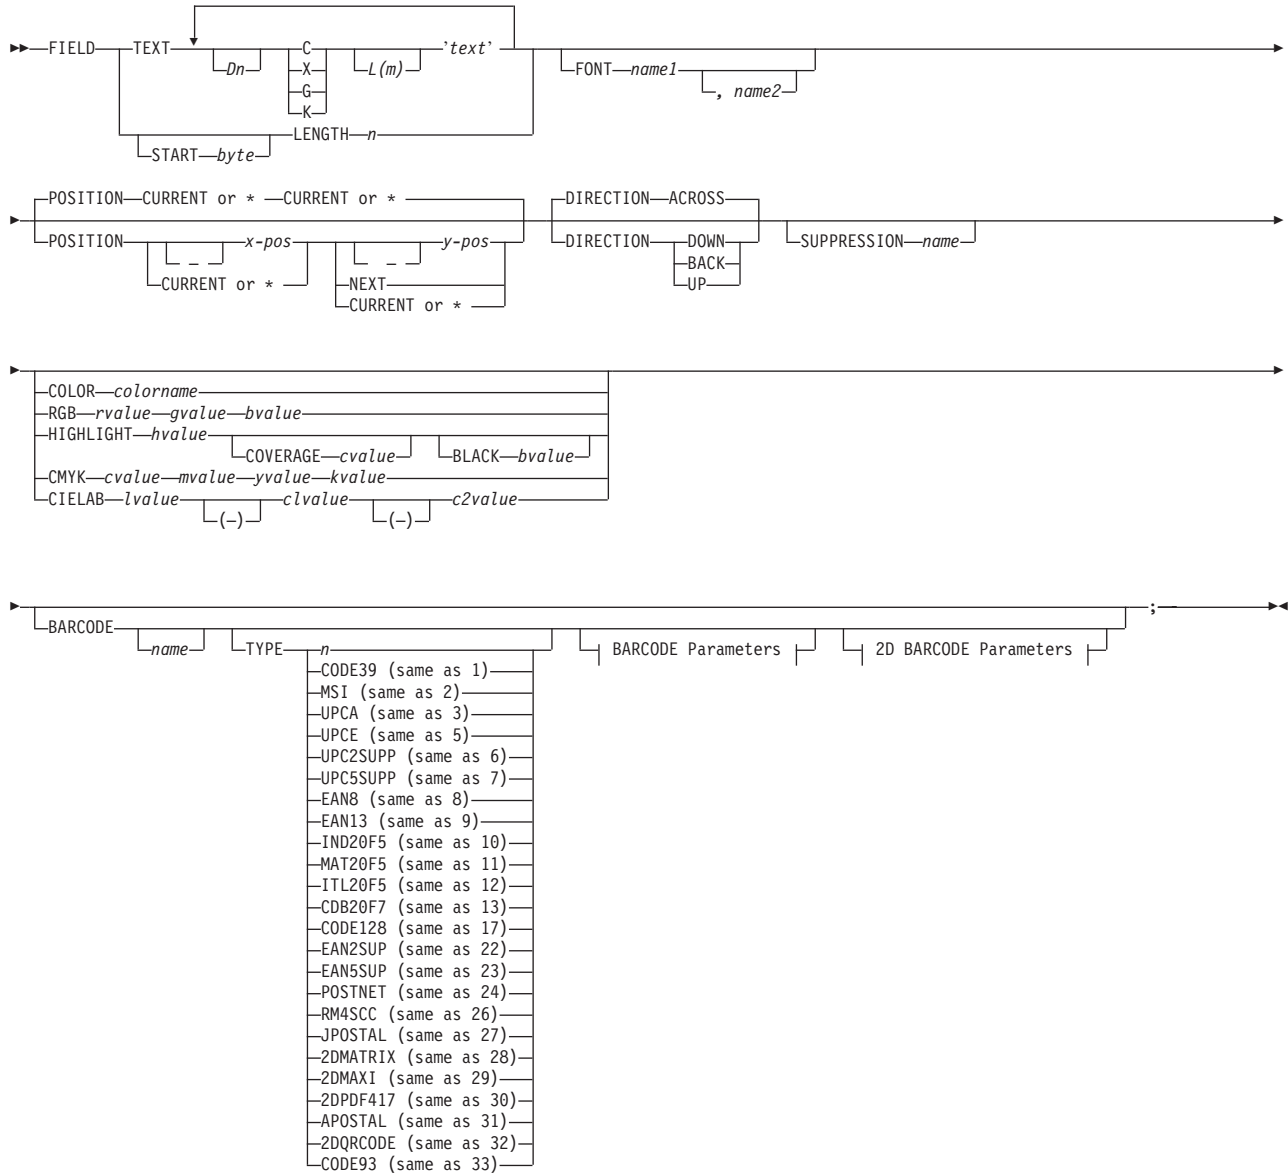 FIELD TEXT Dn C L(m) 'text' FONT name1 , name2
X
G
K
START byte LENGTH n
POSITION CURRENT or * CURRENT or * DIRECTION ACROSS
POSITION – x-pos – y-pos DIRECTION DOWN SUPPRESSION name
CURRENT or * NEXT BACK
CURRENT or * UP
COLOR colorname
RGB rvalue gvalue bvalue
HIGHLIGHT hvalue COVERAGE cvalue BLACK bvalue
CMYK cvalue mvalue yvalue kvalue
CIELAB lvalue (–) c1value (–) c2value
;
BARCODE name TYPE n BARCODE Parameters 2D BARCODE Parameters
CODE39 (same as 1)
MSI (same as 2)
UPCA (same as 3)
UPCE (same as 5)
UPC2SUPP (same as 6)
UPC5SUPP (same as 7)
EAN8 (same as 8)
EAN13 (same as 9)
IND2OF5 (same as 10)
MAT2OF5 (same as 11)
ITL2OF5 (same as 12)
CDB2OF7 (same as 13)
CODE128 (same as 17)
EAN2SUP (same as 22)
EAN5SUP (same as 23)
POSTNET (same as 24)
RM4SCC (same as 26)
JPOSTAL (same as 27)
2DMATRIX (same as 28)
2DMAXI (same as 29)
2DPDF417 (same as 30)
APOSTAL (same as 31)
2DQRCODE (same as 32)
CODE93 (same as 33)